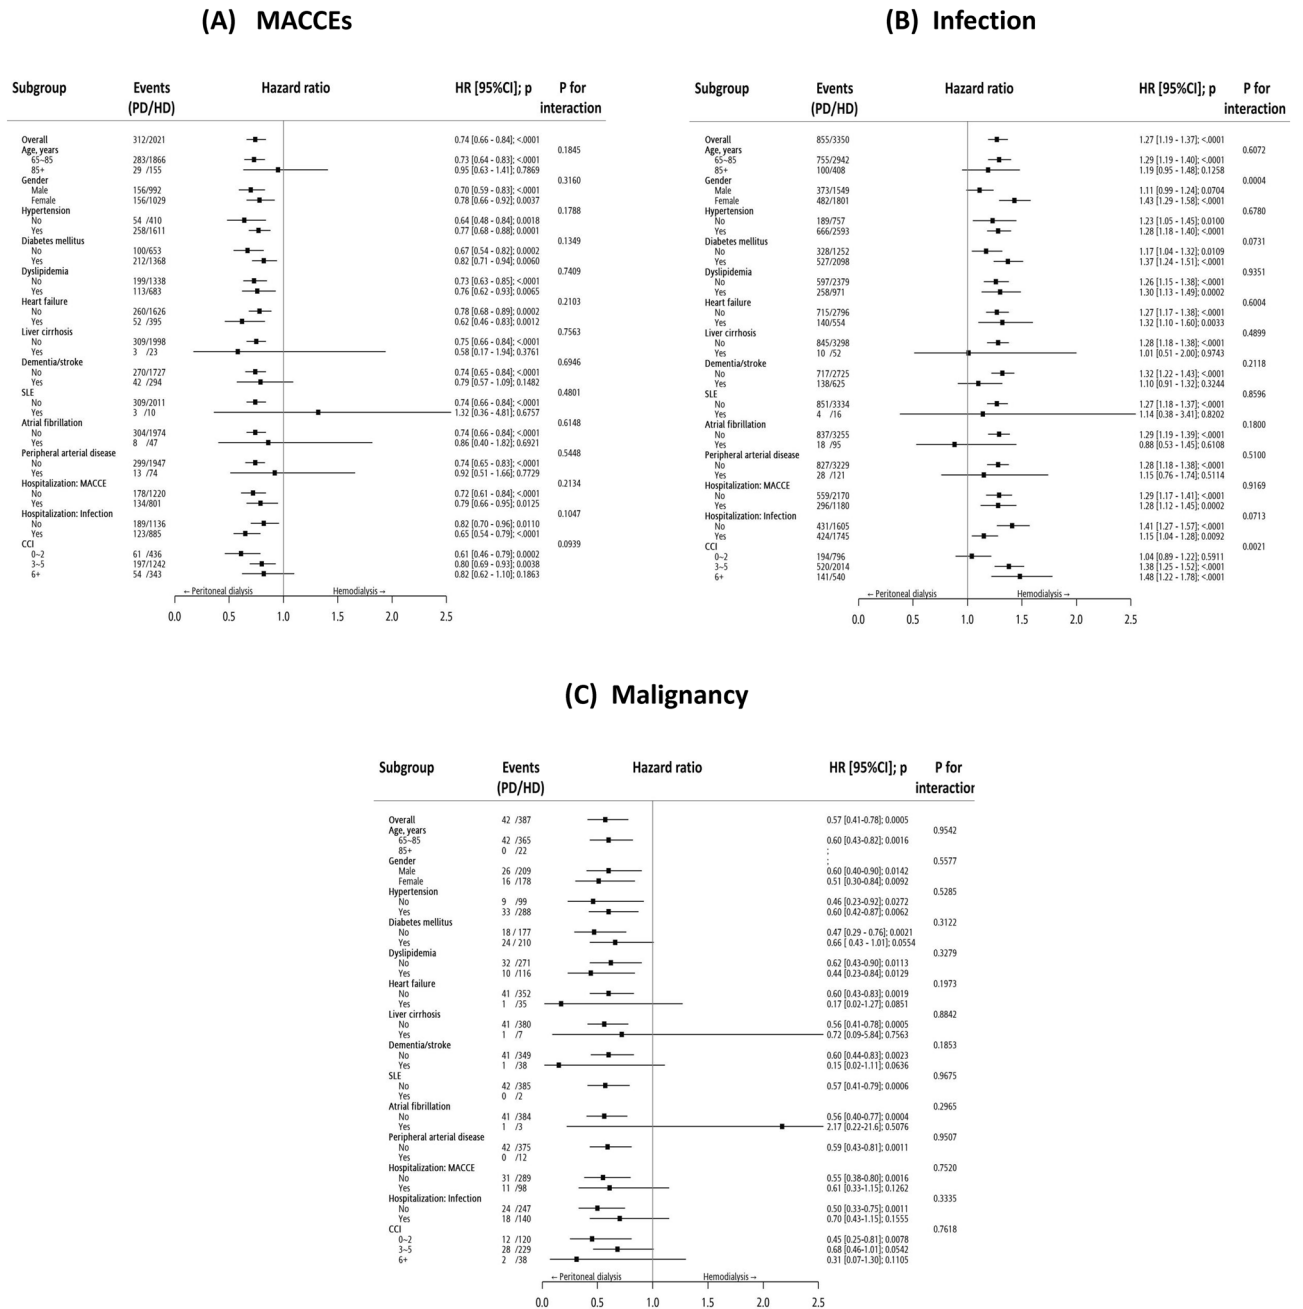 (A) MACCEs
Subgroup Events Hazard ratio HR [95%CI]; p P for
(PD/HD) interaction
Overall 312/2021 0.74 [0.66 - 0.84]; <.0001
Age, years 0.1845
65~85 283/1866 0.73 [0.64 - 0.83]; <.0001
85+ 29 /155 0.95 [0.63 - 1.41]; 0.7869
Gender 0.3160
Male 156/992 0.70 [0.59 - 0.83]; <.0001
Female 156/1029 0.78 [0.66 - 0.92]; 0.0037
Hypertension 0.1788
No 54 /410 0.64 [0.48 - 0.84]; 0.0018
Yes 258/1611 0.77 [0.68 - 0.88]; 0.0001
Diabetes mellitus 0.1349
No 100/653 0.67 [0.54 - 0.82]; 0.0002
Yes 212/1368 0.82 [0.71 - 0.94]; 0.0060
Dyslipidemia 0.7409
No 199/1338 0.73 [0.63 - 0.85]; <.0001
Yes 113/683 0.76 [0.62 - 0.93]; 0.0065
Heart failure 0.2103
No 260/1626 0.78 [0.68 - 0.89]; 0.0002
Yes 52 /395 0.62 [0.46 - 0.83]; 0.0012
Liver cirrhosis 0.7563
No 309/1998 0.75 [0.66 - 0.84]; <.0001
Yes 3 /23 0.58 [0.17 - 1.94]; 0.3761
Dementia/stroke 0.6946
No 270/1727 0.74 [0.65 - 0.84]; <.0001
Yes 42 /294 0.79 [0.57 - 1.09]; 0.1482
SLE 0.4801
No 309/2011 0.74 [0.66 - 0.84]; <.0001
Yes 3 /10 1.32 [0.36 - 4.81]; 0.6757
Atrial fibrillation 0.6148
No 304/1974 0.74 [0.66 - 0.84]; <.0001
Yes 8 /47 0.86 [0.40 - 1.82]; 0.6921
Peripheral arterial disease 0.5448
No 299/1947 0.74 [0.65 - 0.83]; <.0001
Yes 13 /74 0.92 [0.51 - 1.66]; 0.7729
Hospitalization: MACCE 0.2134
No 178/1220 0.72 [0.61 - 0.84]; <.0001
Yes 134/801 0.79 [0.66 - 0.95]; 0.0125
Hospitalization: Infection 0.1047
No 189/1136 0.82 [0.70 - 0.96]; 0.0110
Yes 123/885 0.65 [0.54 - 0.79]; <.0001
CCI 0.0939
0~2 61 /436 0.61 [0.46 - 0.79]; 0.0002
3~5 197/1242 0.80 [0.69 - 0.93]; 0.0038
6+ 54 /343 0.82 [0.62 - 1.10]; 0.1863
← Peritoneal dialysis Hemodialysis →
0.0 0.5 1.0 1.5 2.0 2.5
(B) Infection
Subgroup Events Hazard ratio HR [95%CI]; p P for
(PD/HD) interaction
Overall 855/3350 1.27 [1.19 - 1.37]; <.0001
Age, years 0.6072
65~85 755/2942 1.29 [1.19 - 1.40]; <.0001
85+ 100/408 1.19 [0.95 - 1.48]; 0.1258
Gender 0.0004
Male 373/1549 1.11 [0.99 - 1.24]; 0.0704
Female 482/1801 1.43 [1.29 - 1.58]; <.0001
Hypertension 0.6780
No 189/757 1.23 [1.05 - 1.45]; 0.0100
Yes 666/2593 1.28 [1.18 - 1.40]; <.0001
Diabetes mellitus 0.0731
No 328/1252 1.17 [1.04 - 1.32]; 0.0109
Yes 527/2098 1.37 [1.24 - 1.51]; <.0001
Dyslipidemia 0.9351
No 597/2379 1.26 [1.15 - 1.38]; <.0001
Yes 258/971 1.30 [1.13 - 1.49]; 0.0002
Heart failure 0.6004
No 715/2796 1.27 [1.17 - 1.38]; <.0001
Yes 140/554 1.32 [1.10 - 1.60]; 0.0033
Liver cirrhosis 0.4899
No 845/3298 1.28 [1.18 - 1.38]; <.0001
Yes 10 /52 1.01 [0.51 - 2.00]; 0.9743
Dementia/stroke 0.2118
No 717/2725 1.32 [1.22 - 1.43]; <.0001
Yes 138/625 1.10 [0.91 - 1.32]; 0.3244
SLE 0.8596
No 851/3334 1.27 [1.18 - 1.37]; <.0001
Yes 4 /16 1.14 [0.38 - 3.41]; 0.8202
Atrial fibrillation 0.1800
No 837/3255 1.29 [1.19 - 1.39]; <.0001
Yes 18 /95 0.88 [0.53 - 1.45]; 0.6108
Peripheral arterial disease 0.5100
No 827/3229 1.28 [1.18 - 1.38]; <.0001
Yes 28 /121 1.15 [0.76 - 1.74]; 0.5114
Hospitalization: MACCE 0.9169
No 559/2170 1.29 [1.17 - 1.41]; <.0001
Yes 296/1180 1.28 [1.12 - 1.45]; 0.0002
Hospitalization: Infection 0.0713
No 431/1605 1.41 [1.27 - 1.57]; <.0001
Yes 424/1745 1.15 [1.04 - 1.28]; 0.0092
CCI 0.0021
0~2 194/796 1.04 [0.89 - 1.22]; 0.5911
3~5 520/2014 1.38 [1.25 - 1.52]; <.0001
6+ 141/540 1.48 [1.22 - 1.78]; <.0001
← Peritoneal dialysis Hemodialysis →
0.0 0.5 1.0 1.5 2.0 2.5
(C) Malignancy
Subgroup Events Hazard ratio HR [95%CI]; p P for
(PD/HD) interaction
Overall 42 /387 0.57 [0.41-0.78]; 0.0005
Age, years 0.9542
65~85 42 /365 0.60 [0.43-0.82]; 0.0016
85+ 0 /22 ;
Gender ; 0.5577
Male 26 /209 0.60 [0.40-0.90]; 0.0142
Female 16 /178 0.51 [0.30-0.84]; 0.0092
Hypertension 0.5285
No 9 /99 0.46 [0.23-0.92]; 0.0272
Yes 33 /288 0.60 [0.42-0.87]; 0.0062
Diabetes mellitus 0.3122
No 18 / 177 0.47 [0.29 - 0.76]; 0.0021
Yes 24 / 210 0.66 [ 0.43 - 1.01]; 0.0554
Dyslipidemia 0.3279
No 32 /271 0.62 [0.43-0.90]; 0.0113
Yes 10 /116 0.44 [0.23-0.84]; 0.0129
Heart failure 0.1973
No 41 /352 0.60 [0.43-0.83]; 0.0019
Yes 1 /35 0.17 [0.02-1.27]; 0.0851
Liver cirrhosis 0.8842
No 41 /380 0.56 [0.41-0.78]; 0.0005
Yes 1 /7 0.72 [0.09-5.84]; 0.7563
Dementia/stroke 0.1853
No 41 /349 0.60 [0.44-0.83]; 0.0023
Yes 1 /38 0.15 [0.02-1.11]; 0.0636
SLE 0.9675
No 42 /385 0.57 [0.41-0.79]; 0.0006
Yes 0 /2
Atrial fibrillation 0.2965
No 41 /384 0.56 [0.40-0.77]; 0.0004
Yes 1 /3 2.17 [0.22-21.6]; 0.5076
Peripheral arterial disease 0.9507
No 42 /375 0.59 [0.43-0.81]; 0.0011
Yes 0 /12
Hospitalization: MACCE 0.7520
No 31 /289 0.55 [0.38-0.80]; 0.0016
Yes 11 /98 0.61 [0.33-1.15]; 0.1262
Hospitalization: Infection 0.3335
No 24 /247 0.50 [0.33-0.75]; 0.0011
Yes 18 /140 0.70 [0.43-1.15]; 0.1555
CCI 0.7618
0~2 12 /120 0.45 [0.25-0.81]; 0.0078
3~5 28 /229 0.68 [0.46-1.01]; 0.0542
6+ 2 /38 0.31 [0.07-1.30]; 0.1105
← Peritoneal dialysis Hemodialysis →
0.0 0.5 1.0 1.5 2.0 2.5